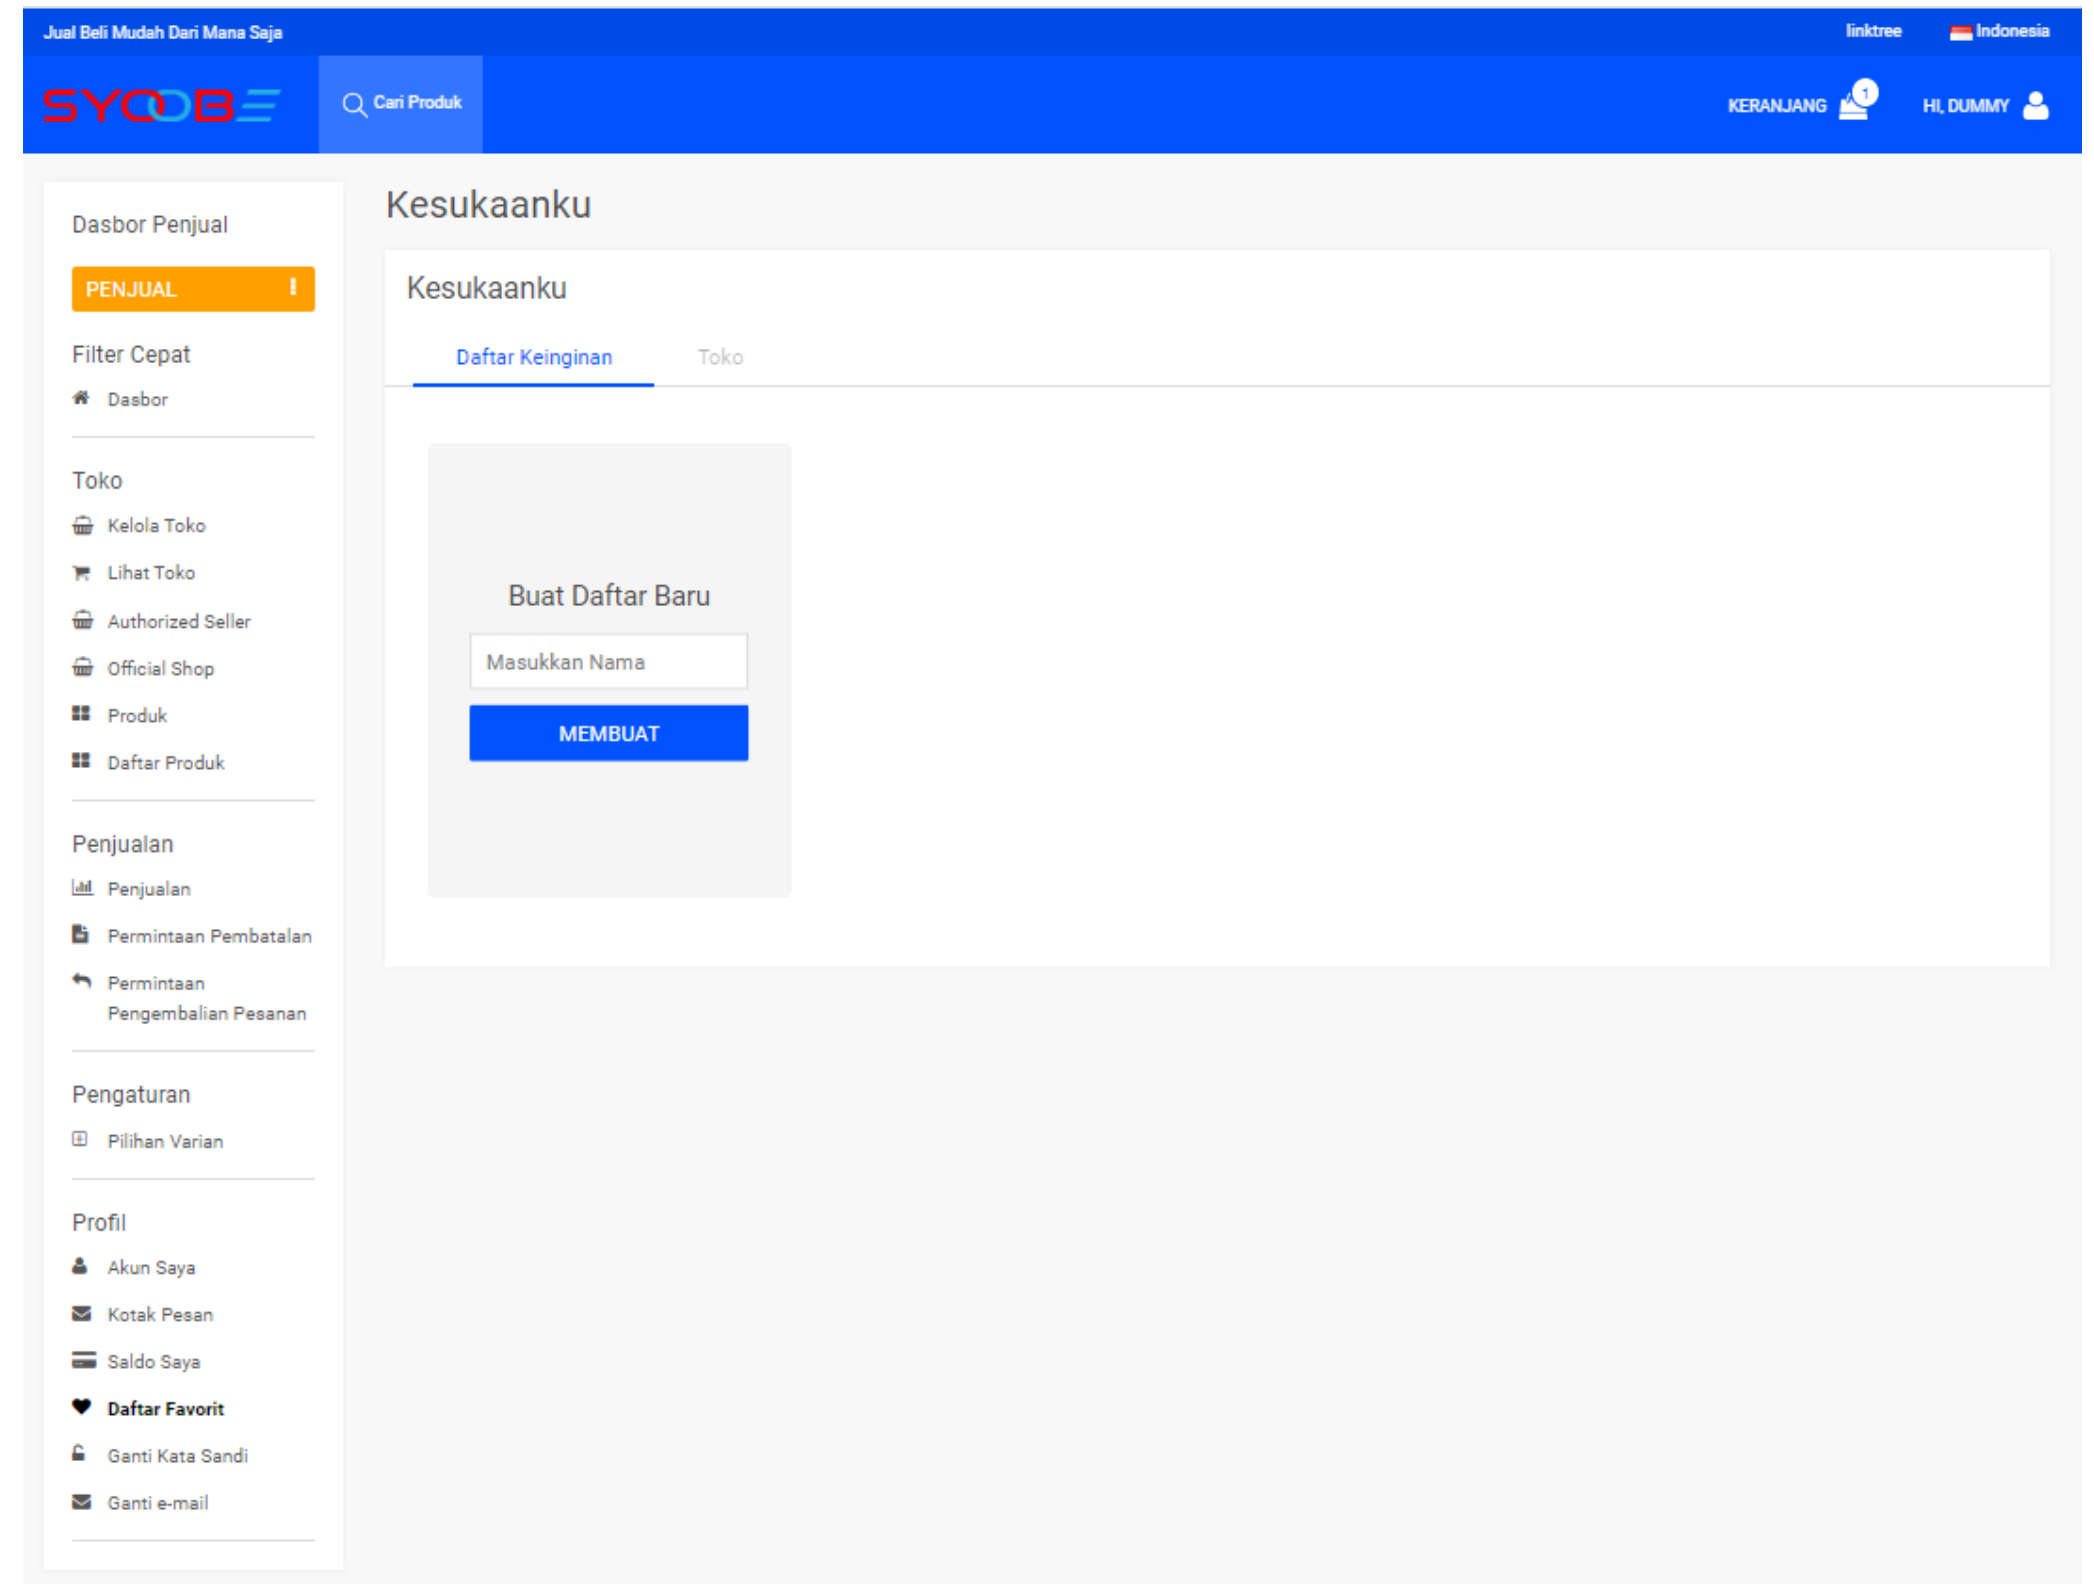 Jual Beli Mudah Dari Mana Saja
linktree
Indonesia
SYOOBE
Cari Produk
KERANJANG
1
HI, DUMMY
Dasbor Penjual
PENJUAL
Filter Cepat
Dasbor
Toko
Kelola Toko
Lihat Toko
Authorized Seller
Official Shop
Produk
Daftar Produk
Penjualan
Penjualan
Permintaan Pembatalan
Permintaan
Pengembalian Pesanan
Pengaturan
Pilihan Varian
Profil
Akun Saya
Kotak Pesan
Saldo Saya
Daftar Favorit
Ganti Kata Sandi
Ganti e-mail
Kesukaanku
Kesukaanku
Daftar Keinginan
Toko
Buat Daftar Baru
Masukkan Nama
MEMBUAT